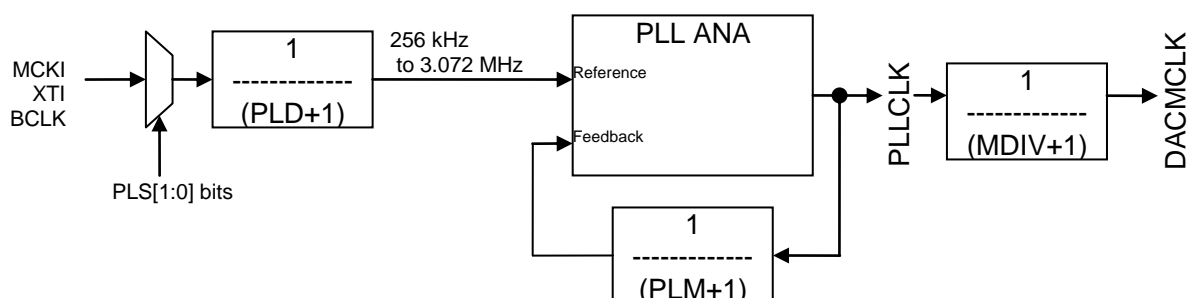 MCKI
XTI
BCLK
PLS[1:0] bits
1
------------
(PLD+1)
256 kHz
to 3.072 MHz
PLL ANA
Reference
Feedback
1
------------
(PLM+1)
PLLCLK
1
------------
(MDIV+1)
DACMCLK